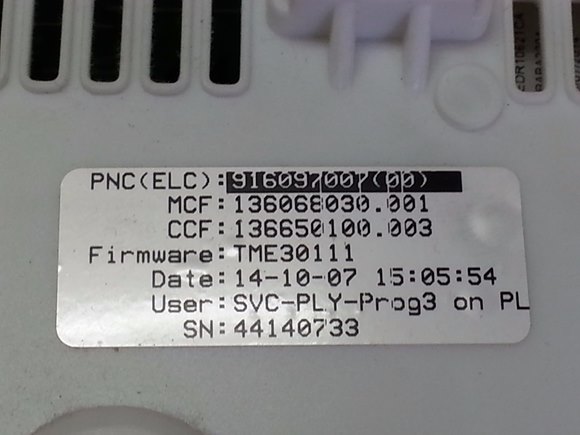 EDR10621CA
PNC(ELC):916097007(00)
MCF:136068030.001
CCF:136650100.003
Firmware:TME30111
Date:14-10-07 15:05:54
User:SVC-PLY-Prog3 on PL
SN:44140733